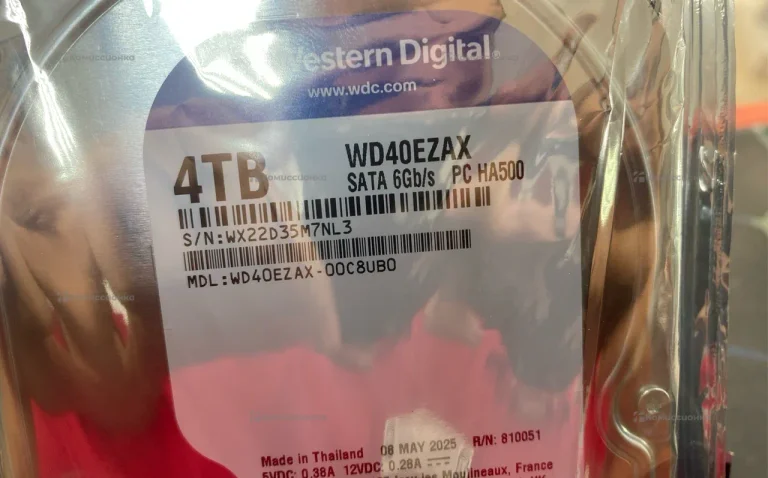 Western Digital
www.wdc.com
4TB
WD40EZAX
SATA 6Gb/s PC HA500
S/N:WX22D35M7NL3
MDL:WD40EZAX-00C8UB0
Made in Thailand 08 MAY 2025 R/N: 810051
5VDC: 0.38A 12VDC: 0.28A
Moulineaux, France